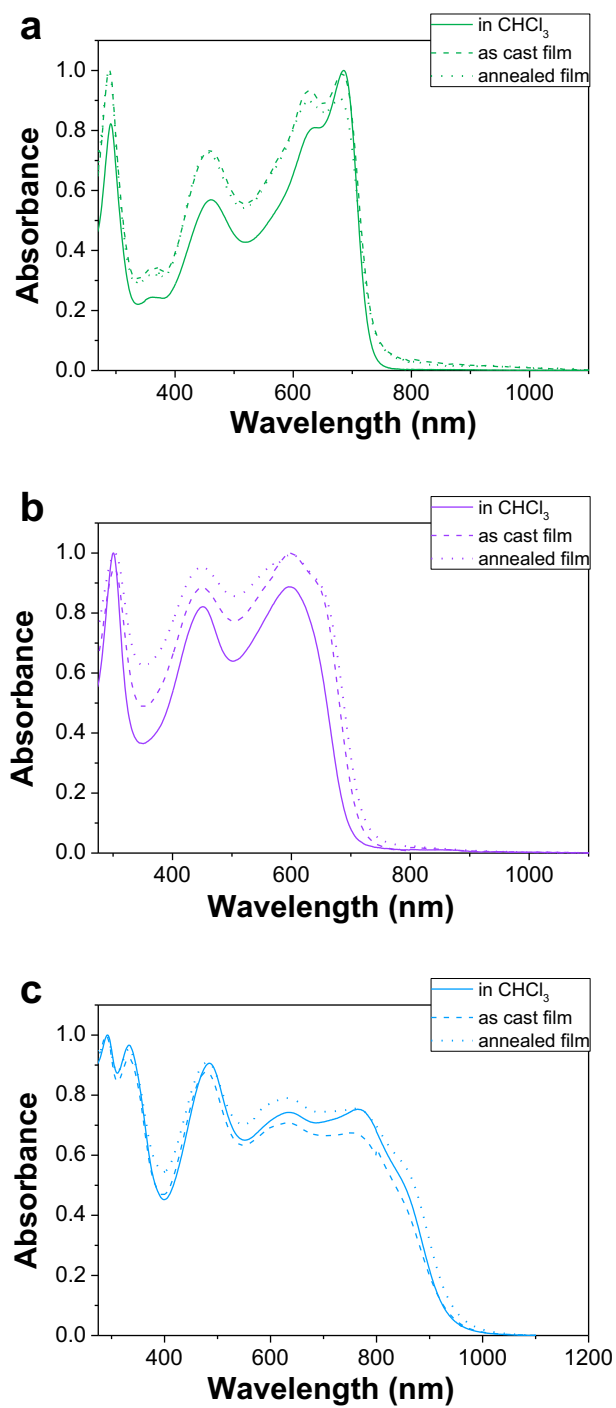 a
in CHCl₃
as cast film
annealed film
1.0
0.8
0.6
0.4
0.2
0.0
Absorbance
400 600 800 1000
Wavelength (nm)
b
in CHCl₃
as cast film
annealed film
1.0
0.8
0.6
0.4
0.2
0.0
Absorbance
400 600 800 1000
Wavelength (nm)
c
in CHCl₃
as cast film
annealed film
1.0
0.8
0.6
0.4
0.2
0.0
Absorbance
400 600 800 1000 1200
Wavelength (nm)